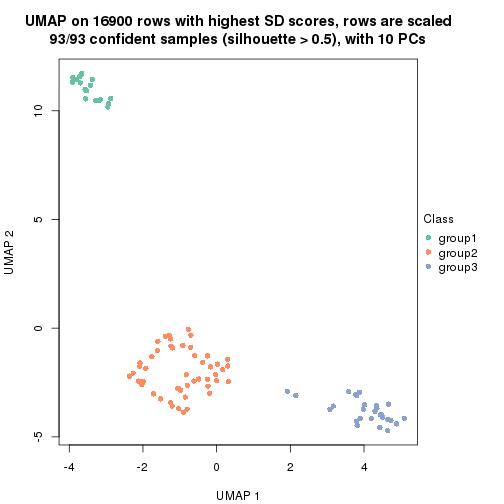 UMAP on 16900 rows with highest SD scores, rows are scaled
93/93 confident samples (silhouette > 0.5), with 10 PCs
10
5
0
-5
UMAP 2
-4
-2
0
2
4
UMAP 1
Class
group1
group2
group3